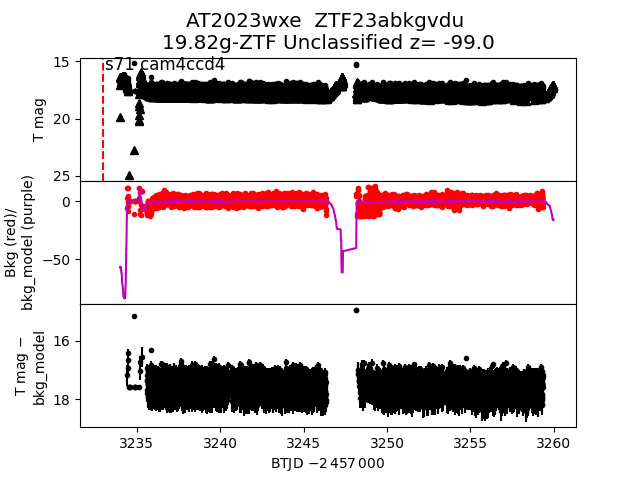 AT2023wxe  ZTF23abkgvdu
19.82g-ZTF Unclassified z= -99.0
s71 cam4ccd4
15
20
25
T mag
0
−50
Bkg (red)/
bkg_model (purple)
16
18
T mag −
bkg_model
3235 3240 3245 3250 3255 3260
BTJD −2 457 000